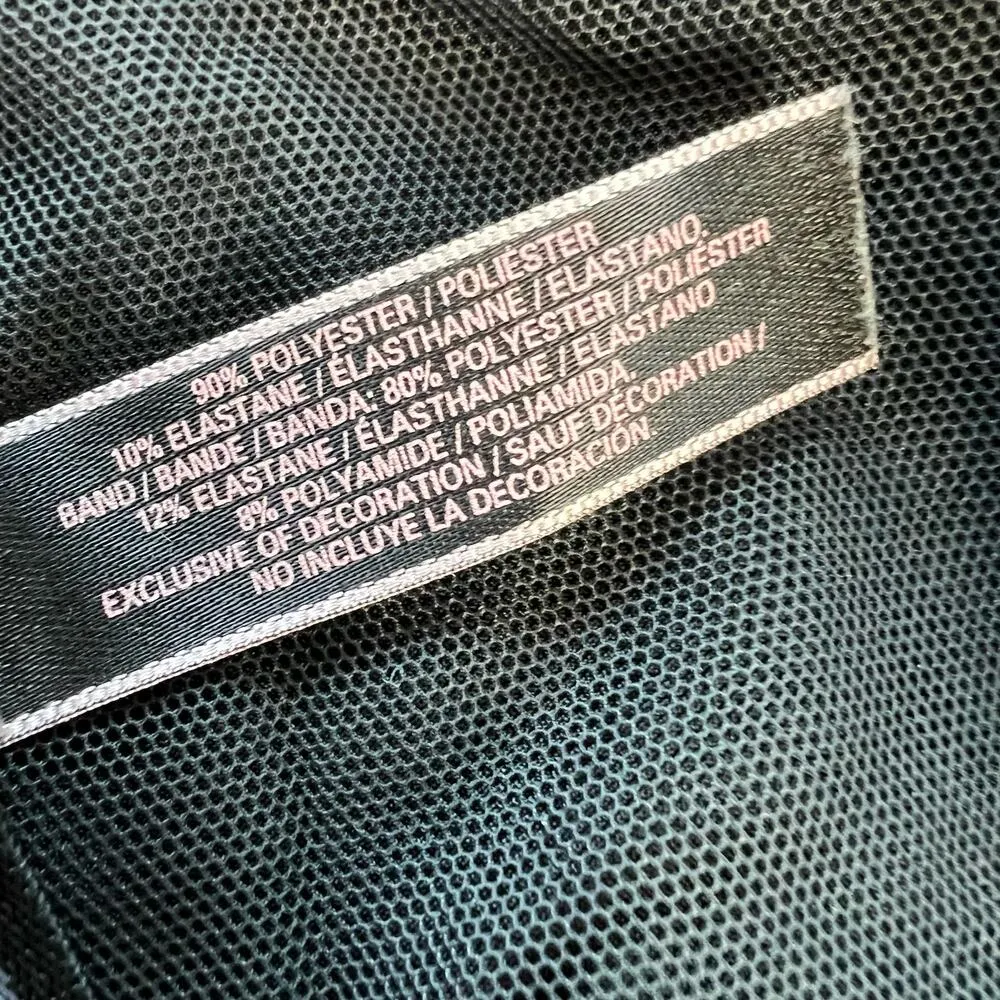 90% POLYESTER / POLIÉSTER
10% ELASTANE / ÉLASTHANNE / ELASTANO,
BAND / BANDE / BANDA: 80% POLYESTER / POLIÉSTER
12% ELASTANE / ÉLASTHANNE / ELASTANO
8% POLYAMIDE / POLIAMIDA.
EXCLUSIVE OF DECORATION / SAUF DÉCORATION /
NO INCLUYE LA DECORACIÓN